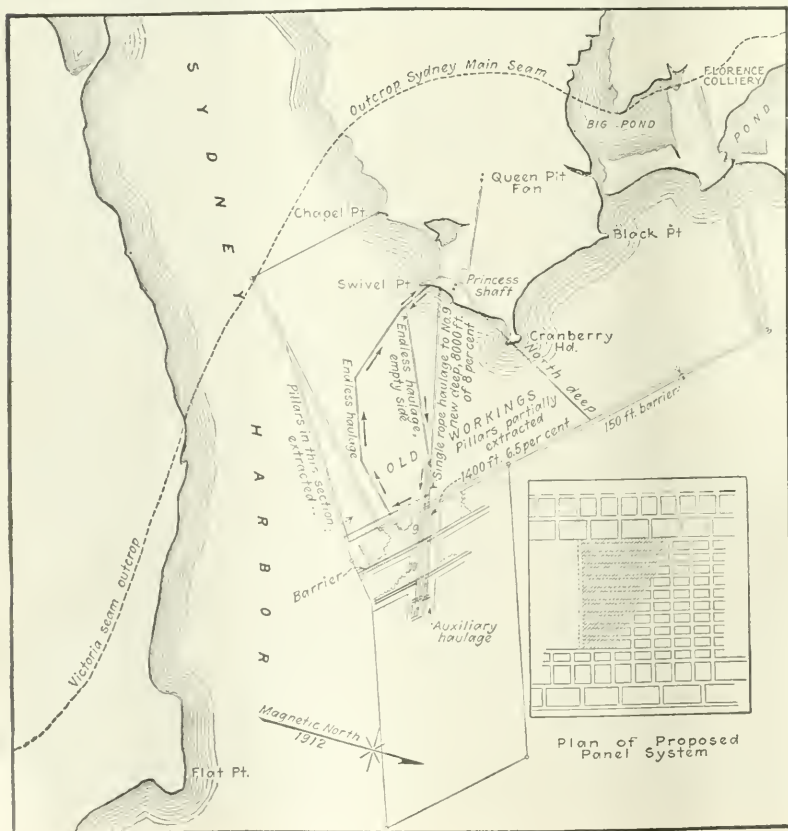 SYDNEY
HARBOR
Outcrop Sydney Main Seam
FLORENCE
COLLIERY
BIG POND
POND
Queen Pit
Fan
Chapel Pt.
Black Pt
Swivel Pt
Princess
shaft
Cranberry
Hd.
North deep
Endless haulage
Endless haulage,
empty side
Single rope haulage to No.9
W.new deep, 8000 ft.
of 8 per cent
OLD WORKINGS
Pillars, partially
extracted
1400 ft. 6.5 per cent
150 ft. barrier
Pillars in this section
extracted
9
Barrier
Auxiliary
haulage
Victoria seam outcrop
Magnetic North
1912
Flat Pt.
Plan of Proposed
Panel System